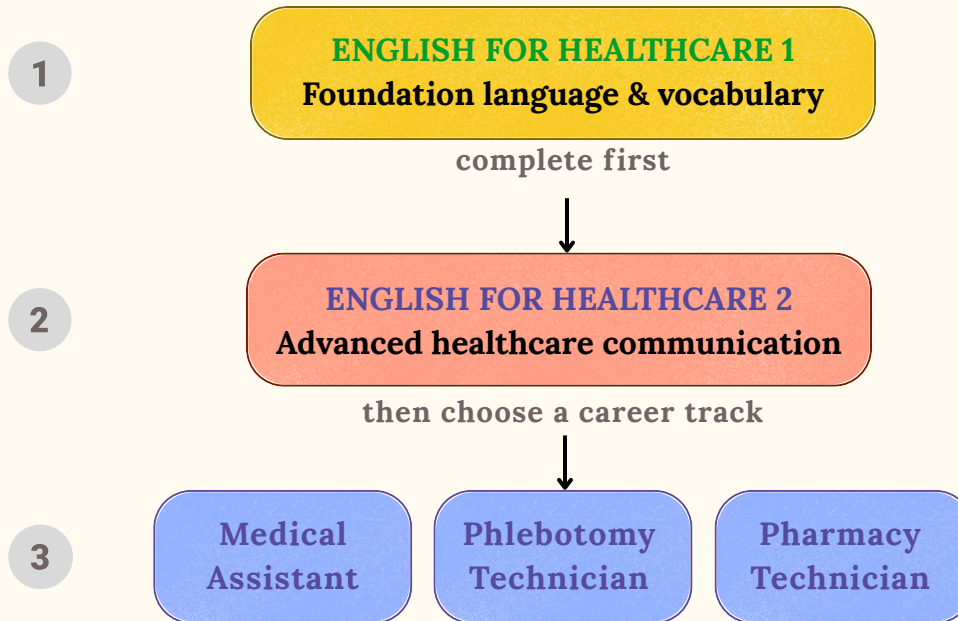 1
ENGLISH FOR HEALTHCARE 1
Foundation language & vocabulary
complete first
2
ENGLISH FOR HEALTHCARE 2
Advanced healthcare communication
then choose a career track
3
Medical
Assistant
Phlebotomy
Technician
Pharmacy
Technician